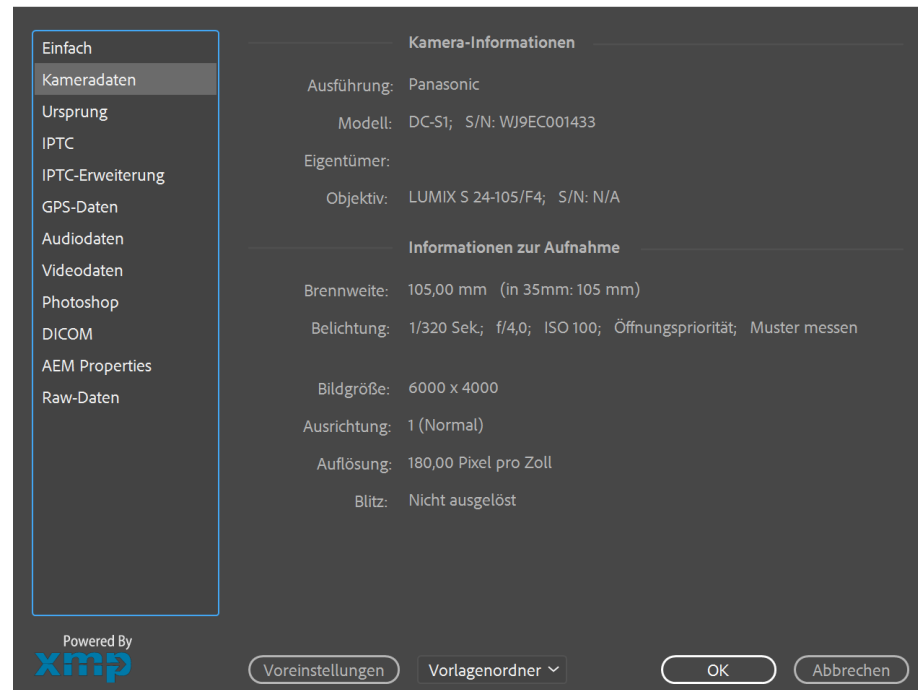 Einfach
Kameradaten
Ursprung
IPTC
IPTC-Erweiterung
GPS-Daten
Audiodaten
Videodaten
Photoshop
DICOM
AEM Properties
Raw-Daten
Powered By
xmp
Kamera-Informationen
Ausführung: Panasonic
Modell: DC-S1; S/N: WJ9EC001433
Eigentümer:
Objektiv: LUMIX S 24-105/F4; S/N: N/A
Informationen zur Aufnahme
Brennweite: 105,00 mm (in 35mm: 105 mm)
Belichtung: 1/320 Sek.; f/4,0; ISO 100; Öffnungspriorität; Muster messen
Bildgröße: 6000 x 4000
Ausrichtung: 1 (Normal)
Auflösung: 180,00 Pixel pro Zoll
Blitz: Nicht ausgelöst
Voreinstellungen Vorlagenordner OK Abbrechen